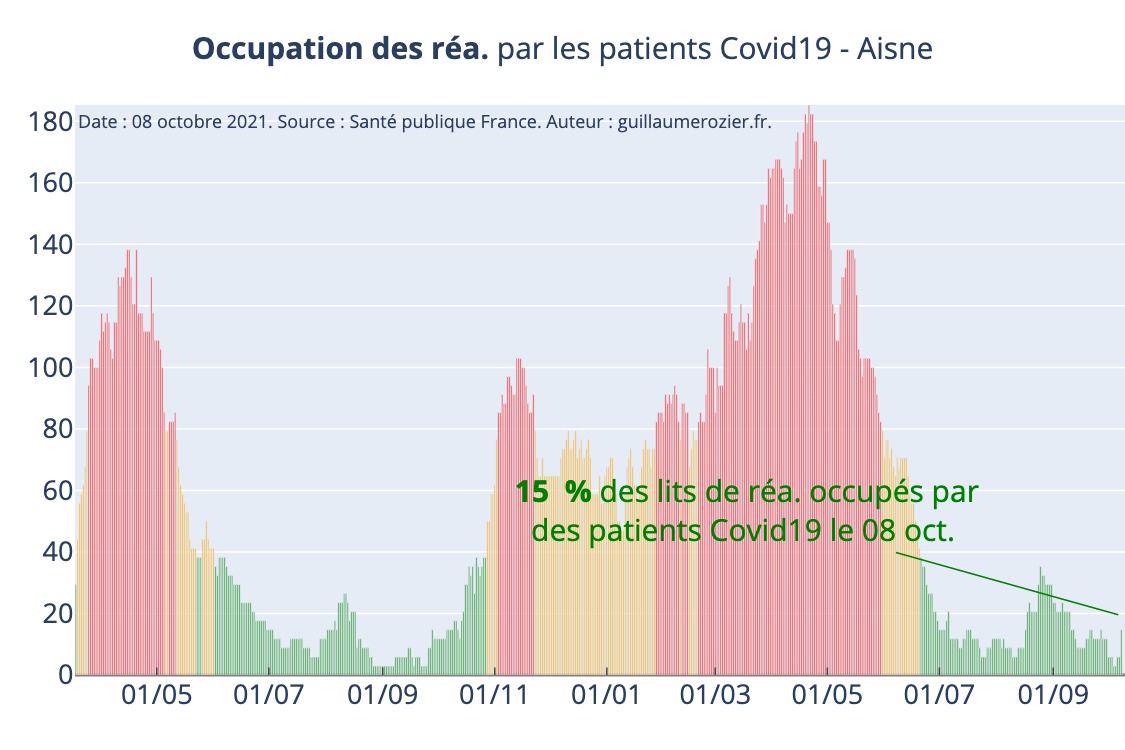 Occupation des réa. par les patients Covid19 - Aisne
180
Date : 08 octobre 2021. Source : Santé publique France. Auteur : guillaumerozier.fr.
160
140
120
100
80
60
15 % des lits de réa. occupés par
des patients Covid19 le 08 oct.
40
20
0
01/05 01/07 01/09 01/11 01/01 01/03 01/05 01/07 01/09